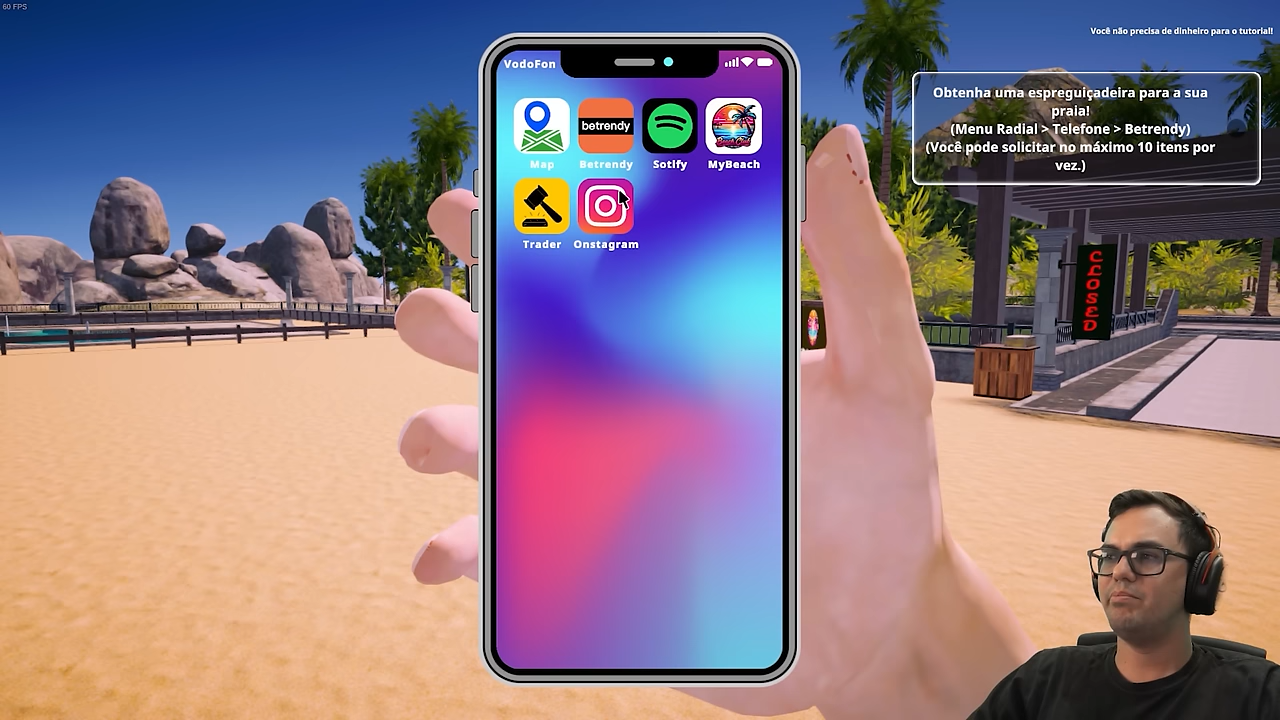 60 FPS
Você não precisa de dinheiro para o tutorial!
Obtenha uma espreguiçadeira para a sua
praia!
(Menu Radial > Telefone > Betrendy)
(Você pode solicitar no máximo 10 itens por
vez.)
VodoFon
betrendy
Map
Betrendy
Sotify
MyBeach
Trader
Onstagram
CLOSED